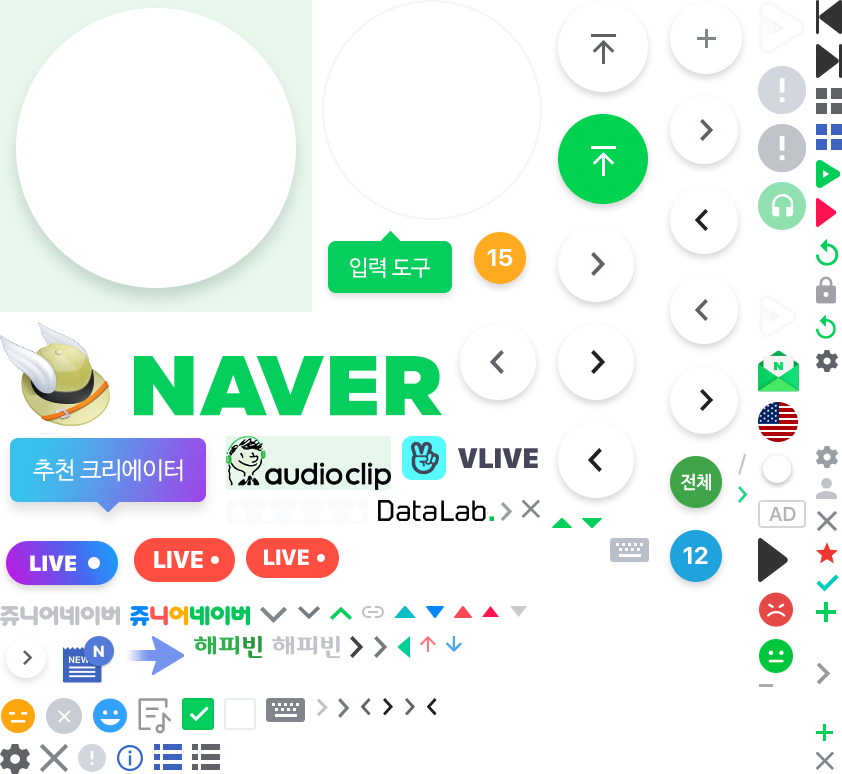 입력 도구
15
NAVER
추천 크리에이터
audioclip
VLIVE
전체
/
DataLab.
AD
LIVE
LIVE
LIVE
12
N
쥬니어네이버
쥬니어네이버
NEW
N
해피빈
해피빈